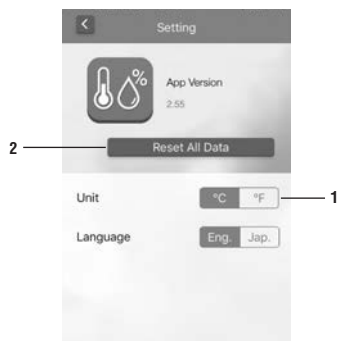 Setting
%
App Version
2.55
2
Reset All Data
Unit
°C
°F
1
Language
Eng.
Jap.